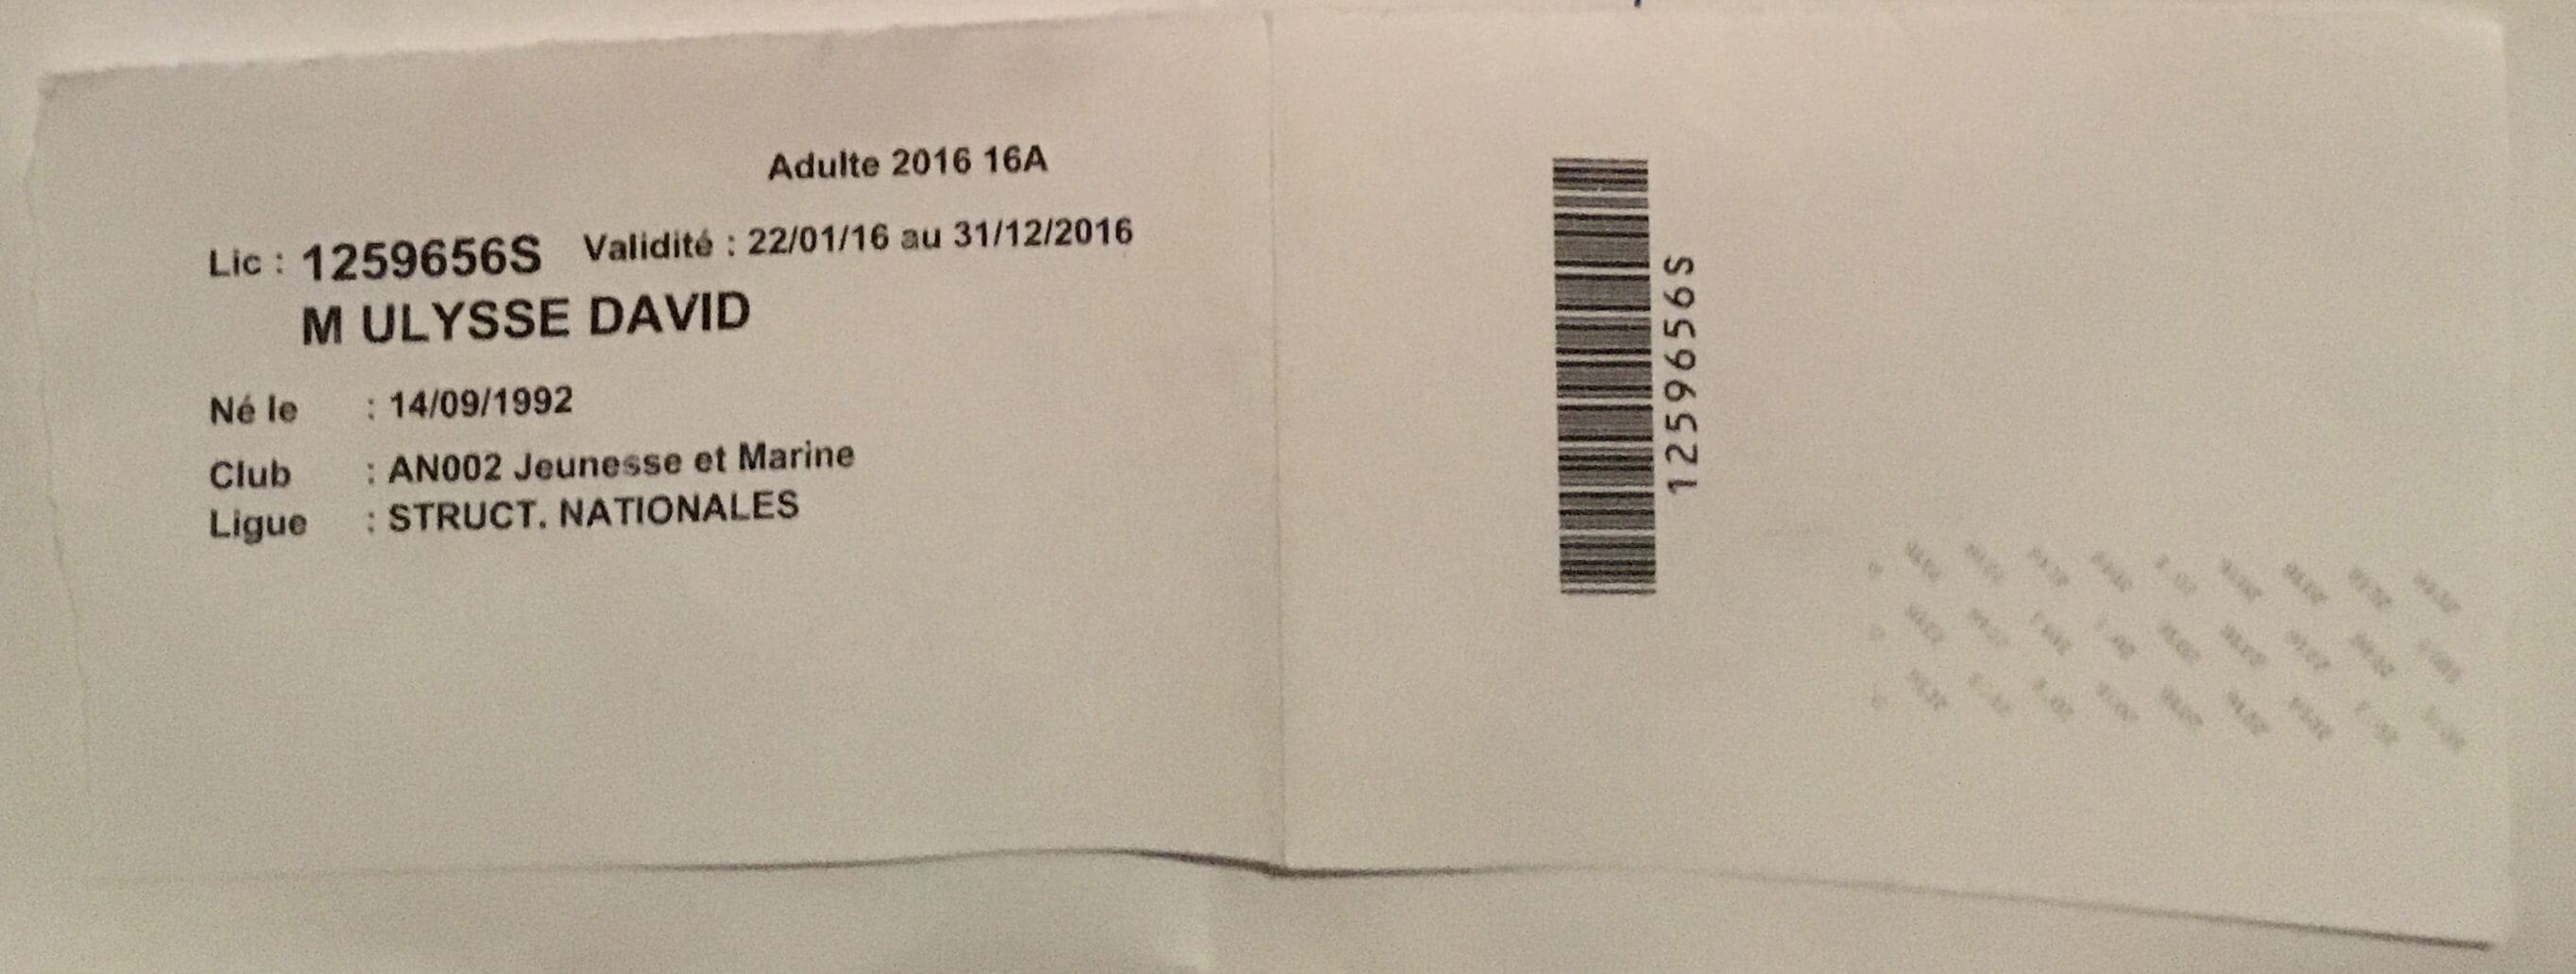 Adulte 2016 16A
Lic : 1259656S Validité : 22/01/16 au 31/12/2016
M ULYSSE DAVID
Né le : 14/09/1992
Club : AN002 Jeunesse et Marine
Ligue : STRUCT. NATIONALES
1259656S